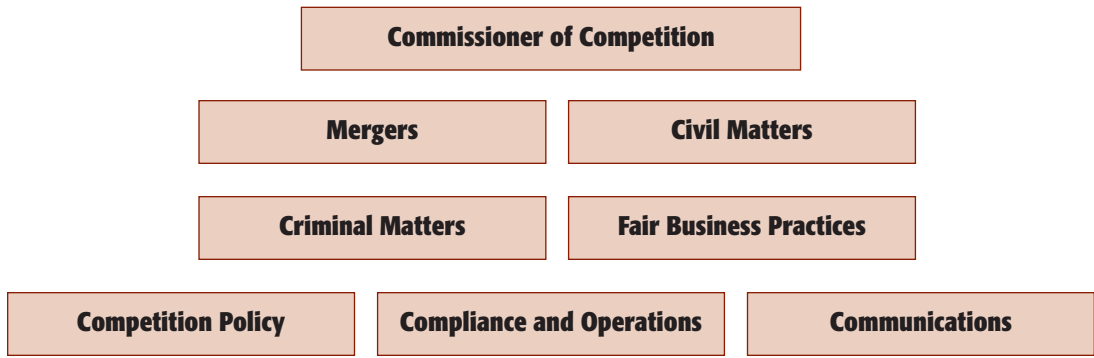 Commissioner of Competition
Mergers
Civil Matters
Criminal Matters
Fair Business Practices
Competition Policy
Compliance and Operations
Communications